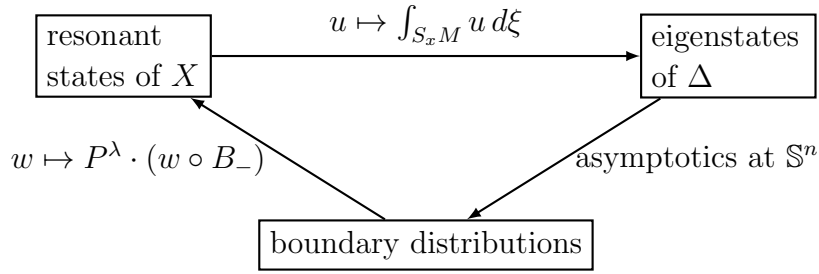 resonant
states of X
u ↦ ∫_{S_xM} u dξ
eigenstates
of Δ
w ↦ P^λ · (w ∘ B_−)
asymptotics at 𝕊^n
boundary distributions